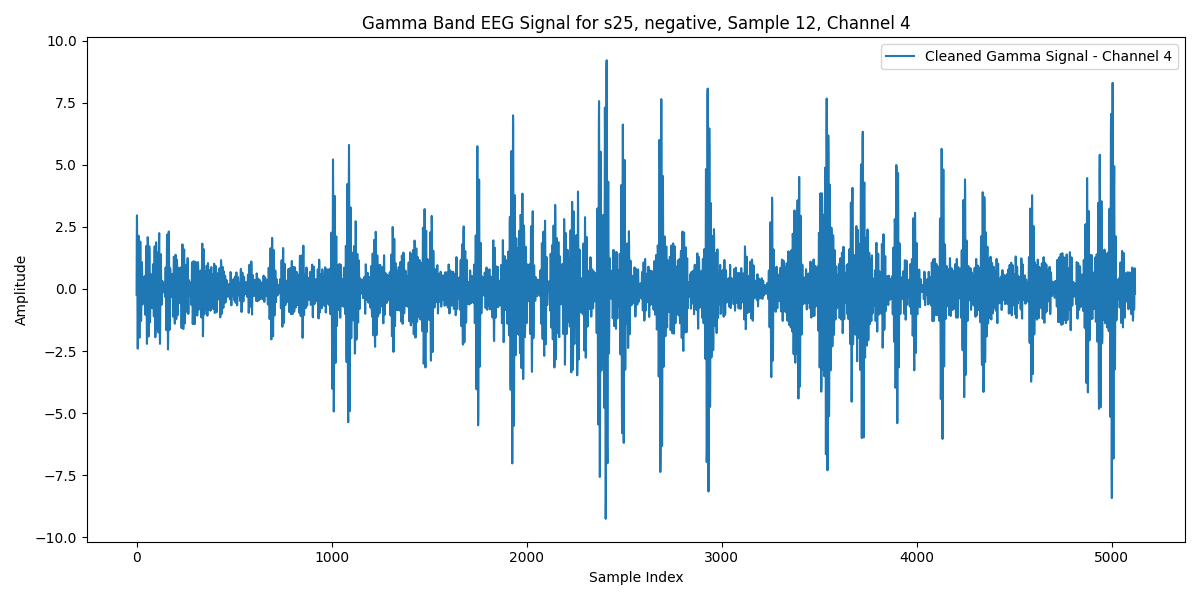 Gamma Band EEG Signal for s25, negative, Sample 12, Channel 4
Cleaned Gamma Signal - Channel 4
10.0
7.5
5.0
2.5
0.0
−2.5
−5.0
−7.5
−10.0
Amplitude
0 1000 2000 3000 4000 5000
Sample Index